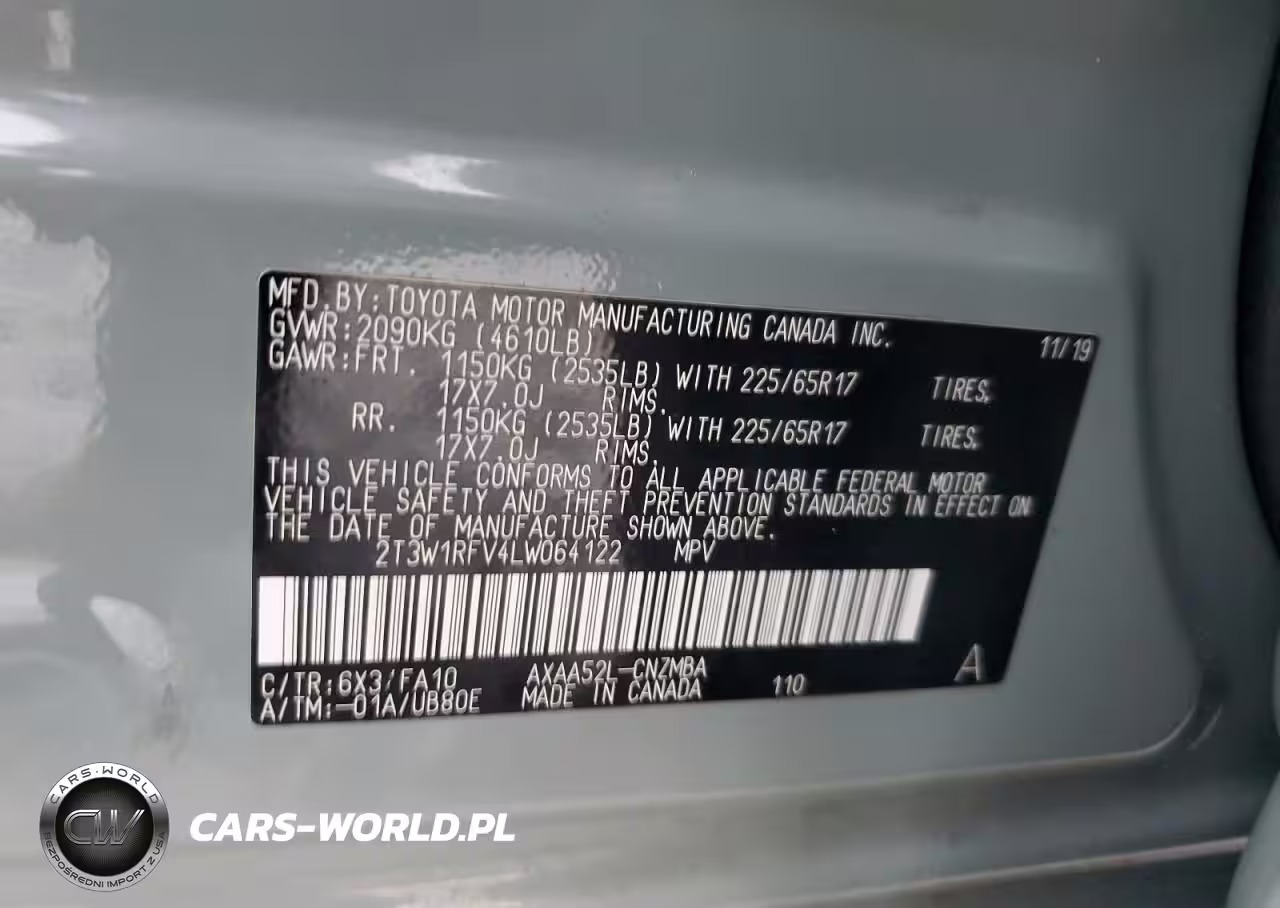 MFD.BY:TOYOTA MOTOR MANUFACTURING CANADA INC. 11/19
GVWR:2090KG (4610LB)
GAWR:FRT. 1150KG (2535LB) WITH 225/65R17 TIRES,
17X7.0J RIMS.
RR. 1150KG (2535LB) WITH 225/65R17 TIRES,
17X7.0J RIMS.
THIS VEHICLE CONFORMS TO ALL APPLICABLE FEDERAL MOTOR
VEHICLE SAFETY AND THEFT PREVENTION STANDARDS IN EFFECT ON
THE DATE OF MANUFACTURE SHOWN ABOVE.
2T3W1RFV4LW064122 MPV
C/TR:6X3/FA10 AXAA52L-CNZMBA A
A/TM:-01A/UB80E MADE IN CANADA 110
CARS-WORLD
CW
BEZPOŚREDNI IMPORT Z USA
CARS-WORLD.PL